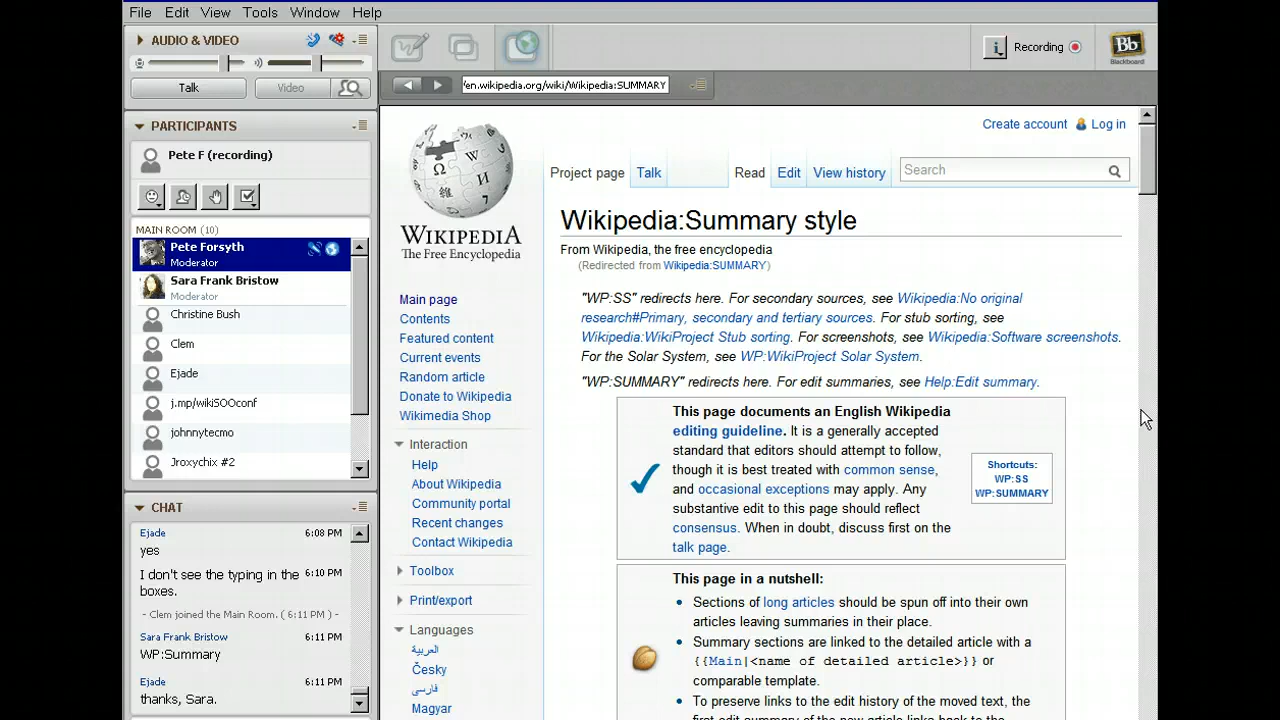 File Edit View Tools Window Help
AUDIO & VIDEO
Talk
Video
PARTICIPANTS
Pete F (recording)
MAIN ROOM (10)
Pete Forsyth
Moderator
Sara Frank Bristow
Moderator
Christine Bush
Clem
Ejade
j.mp/wikiSOOconf
johnnytecmo
Jroxychix #2
CHAT
Ejade 6:08 PM
yes
I don't see the typing in the 6:10 PM
boxes.
- Clem joined the Main Room. ( 6:11 PM ) -
Sara Frank Bristow 6:11 PM
WP:Summary
Ejade 6:11 PM
thanks, Sara.
i Recording
Bb
Blackboard
/en.wikipedia.org/wiki/Wikipedia:SUMMARY
Create account Log in
WIKIPEDIA
The Free Encyclopedia
Main page
Contents
Featured content
Current events
Random article
Donate to Wikipedia
Wikimedia Shop
Interaction
Help
About Wikipedia
Community portal
Recent changes
Contact Wikipedia
Toolbox
Print/export
Languages
العربية
Česky
فارسی
Magyar
Project page Talk Read Edit View history Search
Wikipedia:Summary style
From Wikipedia, the free encyclopedia
(Redirected from Wikipedia:SUMMARY)
"WP:SS" redirects here. For secondary sources, see Wikipedia:No original
research#Primary, secondary and tertiary sources. For stub sorting, see
Wikipedia:WikiProject Stub sorting. For screenshots, see Wikipedia:Software screenshots.
For the Solar System, see WP:WikiProject Solar System.
"WP:SUMMARY" redirects here. For edit summaries, see Help:Edit summary.
This page documents an English Wikipedia
editing guideline. It is a generally accepted
standard that editors should attempt to follow,
though it is best treated with common sense,
and occasional exceptions may apply. Any
substantive edit to this page should reflect
consensus. When in doubt, discuss first on the
talk page.
Shortcuts:
WP:SS
WP:SUMMARY
This page in a nutshell:
Sections of long articles should be spun off into their own
articles leaving summaries in their place.
Summary sections are linked to the detailed article with a
{{Main|<name of detailed article>}} or
comparable template.
To preserve links to the edit history of the moved text, the
first edit summary of the new article links back to the